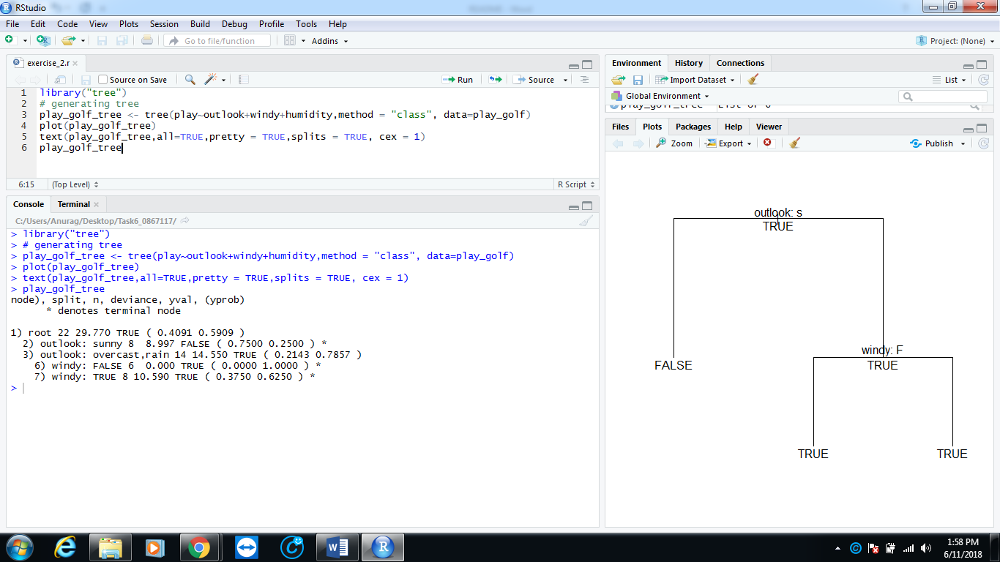 RStudio
File Edit Code View Plots Session Build Debug Profile Tools Help
Go to file/function Addins Project: (None)
exercise_2.r
Source on Save Run Source
1 library("tree")
2 # generating tree
3 play_golf_tree <- tree(play~outlook+windy+humidity,method = "class", data=play_golf)
4 plot(play_golf_tree)
5 text(play_golf_tree,all=TRUE,pretty = TRUE,splits = TRUE, cex = 1)
6 play_golf_tree
6:15 (Top Level) R Script
Console Terminal
C:/Users/Anurag/Desktop/Task6_0867117/
> library("tree")
> # generating tree
> play_golf_tree <- tree(play~outlook+windy+humidity,method = "class", data=play_golf)
> plot(play_golf_tree)
> text(play_golf_tree,all=TRUE,pretty = TRUE,splits = TRUE, cex = 1)
> play_golf_tree
node), split, n, deviance, yval, (yprob)
* denotes terminal node
1) root 22 29.770 TRUE ( 0.4091 0.5909 )
2) outlook: sunny 8 8.997 FALSE ( 0.7500 0.2500 ) *
3) outlook: overcast,rain 14 14.550 TRUE ( 0.2143 0.7857 )
6) windy: FALSE 6 0.000 TRUE ( 0.0000 1.0000 ) *
7) windy: TRUE 8 10.590 TRUE ( 0.3750 0.6250 ) *
>
Environment History Connections
Import Dataset List
Global Environment
play_golf_tree List of 6
Files Plots Packages Help Viewer
Zoom Export Publish
outlook: s
TRUE
windy: F
FALSE TRUE
TRUE TRUE
1:58 PM
6/11/2018